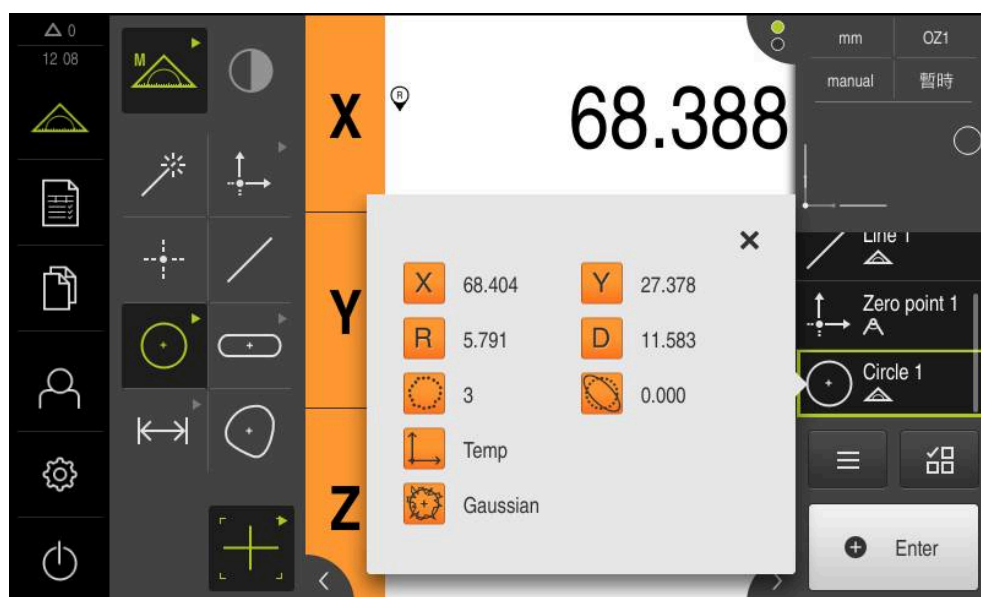 0
12 08
M
X
R
68.388
mm
OZ1
manual
暫時
Y
Z
X 68.404
Y 27.378
R 5.791
D 11.583
3
0.000
Temp
Gaussian
Line 1
Zero point 1
Circle 1
Enter